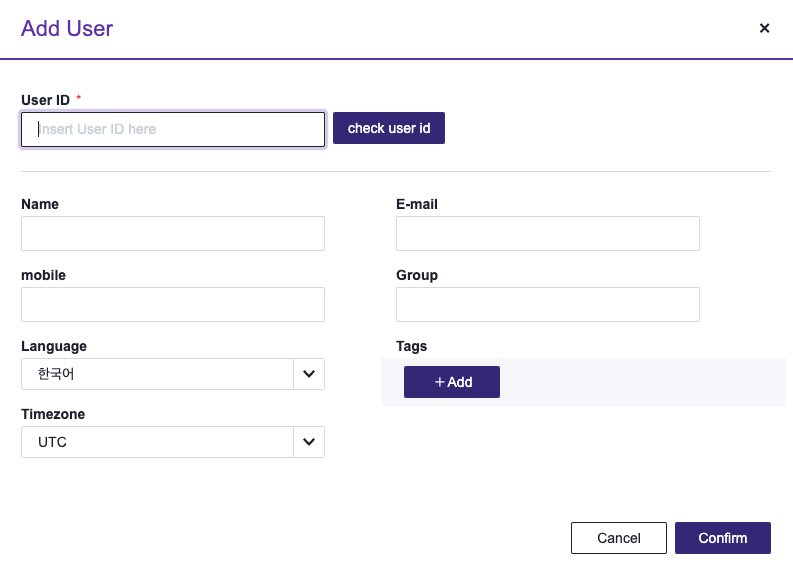 Add User
User ID *
Insert User ID here
check user id
Name
E-mail
mobile
Group
Language
Tags
한국어
+ Add
Timezone
UTC
Cancel
Confirm